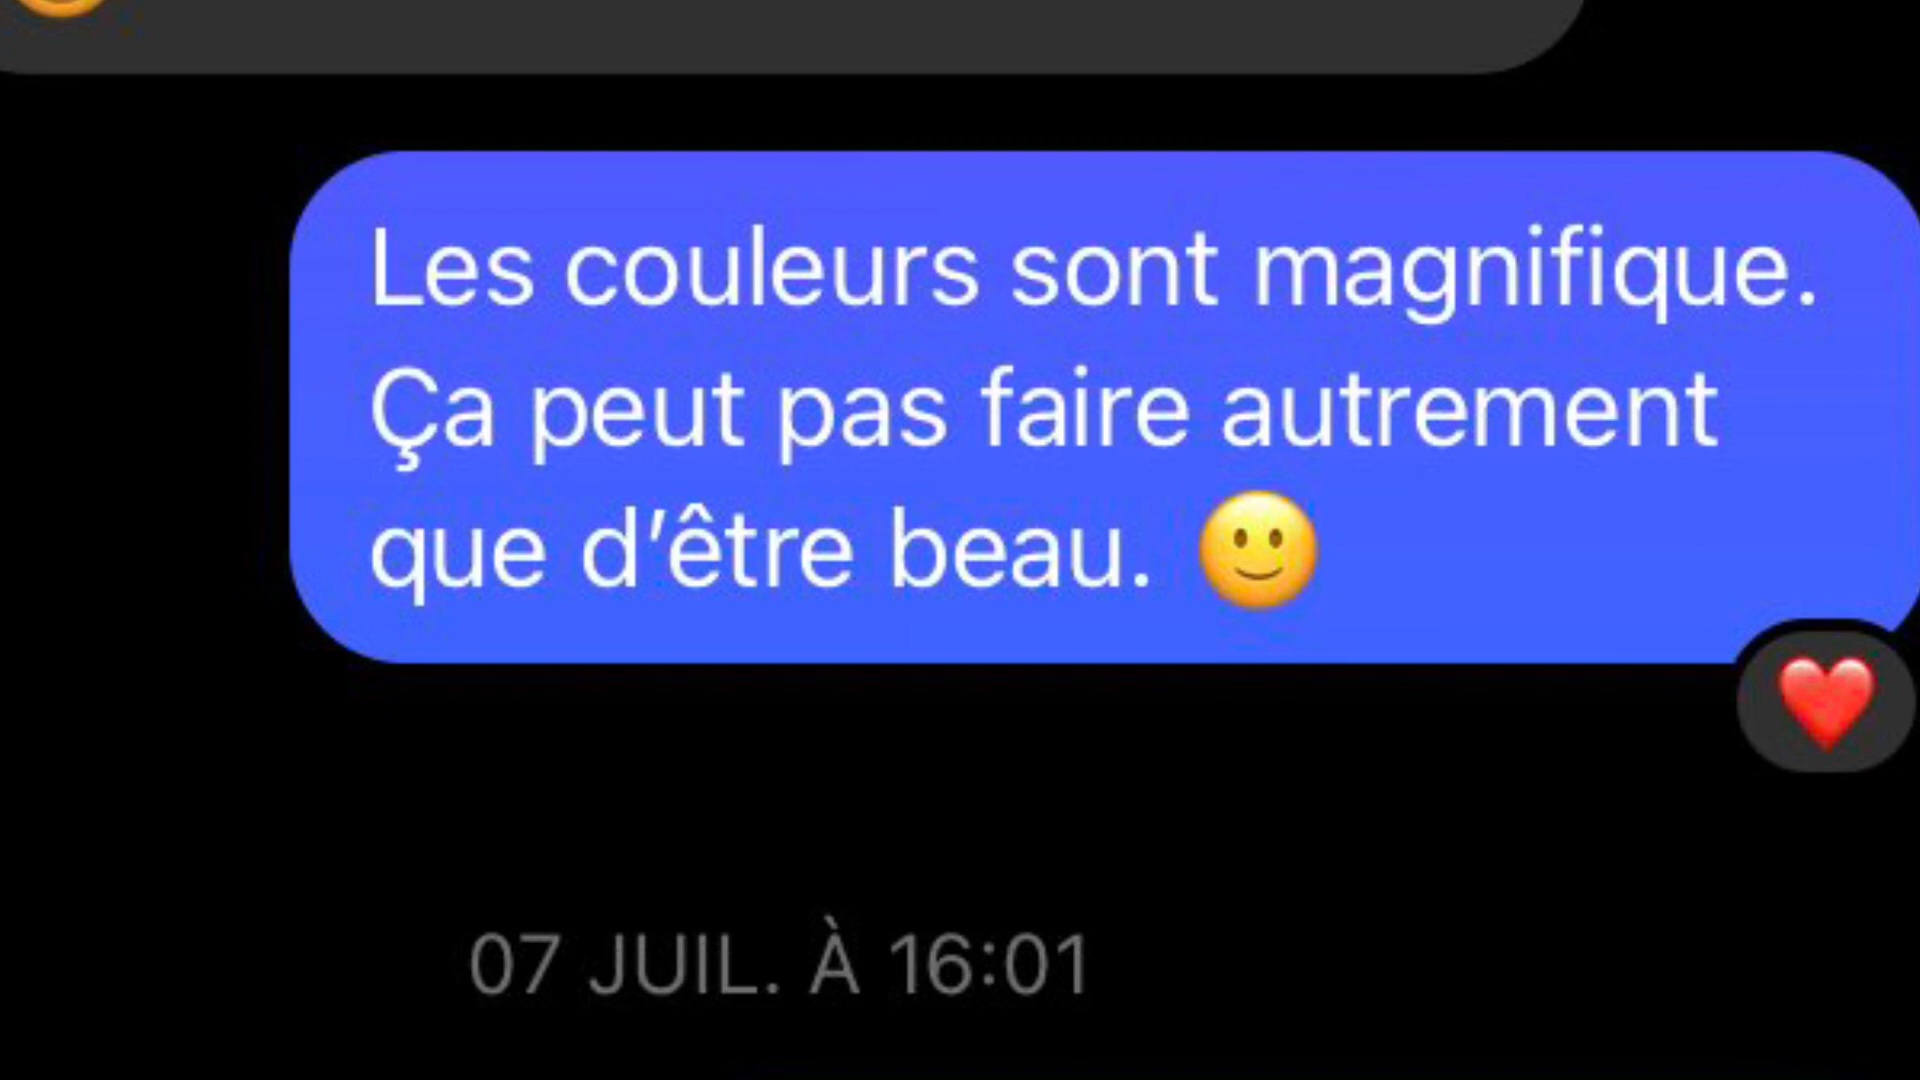 Les couleurs sont magnifique.
Ça peut pas faire autrement
que d’être beau. 🙂
07 JUIL. À 16:01